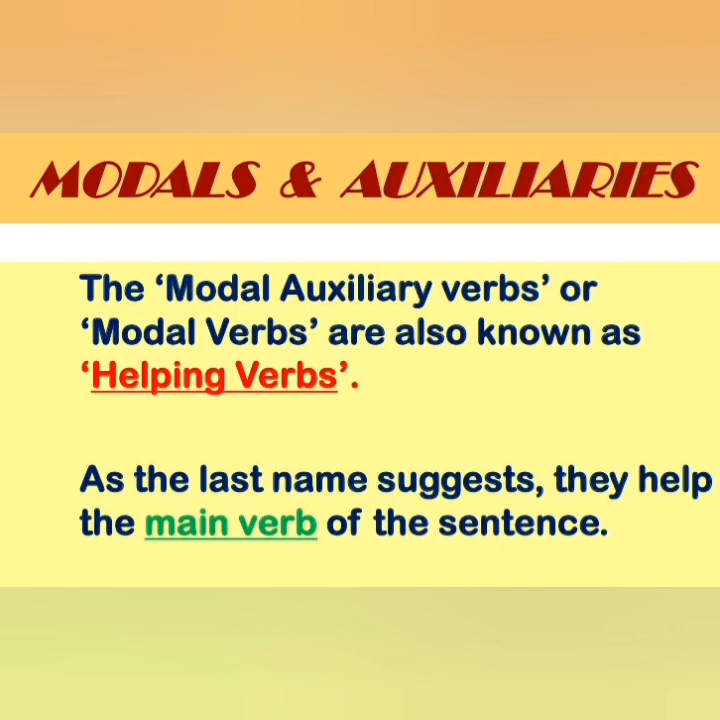 MODALS & AUXILIARIES
The ‘Modal Auxiliary verbs’ or
‘Modal Verbs’ are also known as
‘Helping Verbs’.
As the last name suggests, they help
the main verb of the sentence.